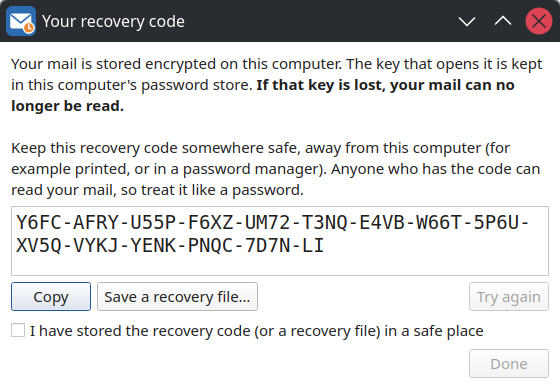 Your recovery code
Your mail is stored encrypted on this computer. The key that opens it is kept
in this computer's password store. If that key is lost, your mail can no
longer be read.
Keep this recovery code somewhere safe, away from this computer (for
example printed, or in a password manager). Anyone who has the code can
read your mail, so treat it like a password.
Y6FC-AFRY-U55P-F6XZ-UM72-T3NQ-E4VB-W66T-5P6U-
XV5Q-VYKJ-YENK-PNQC-7D7N-LI
Copy
Save a recovery file...
Try again
I have stored the recovery code (or a recovery file) in a safe place
Done